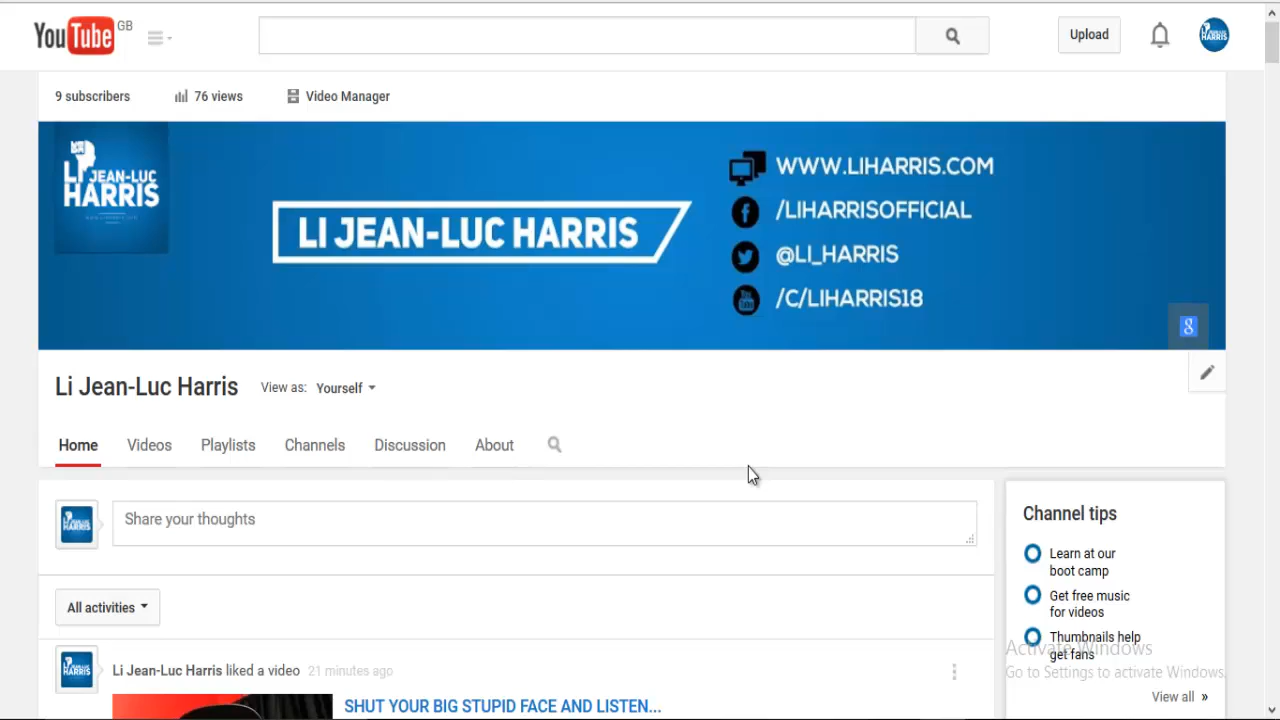 YouTube GB
Upload
9 subscribers 76 views Video Manager
LI JEAN-LUC HARRIS
LI JEAN-LUC HARRIS
WWW.LIHARRIS.COM
/LIHARRISOFFICIAL
@LI_HARRIS
/C/LIHARRIS18
Li Jean-Luc Harris View as: Yourself
Home Videos Playlists Channels Discussion About
Share your thoughts
Channel tips
Learn at our
boot camp
Get free music
for videos
Thumbnails help
get fans
View all »
All activities
Li Jean-Luc Harris liked a video 21 minutes ago
SHUT YOUR BIG STUPID FACE AND LISTEN...
Activate Windows
Go to Settings to activate Windows.